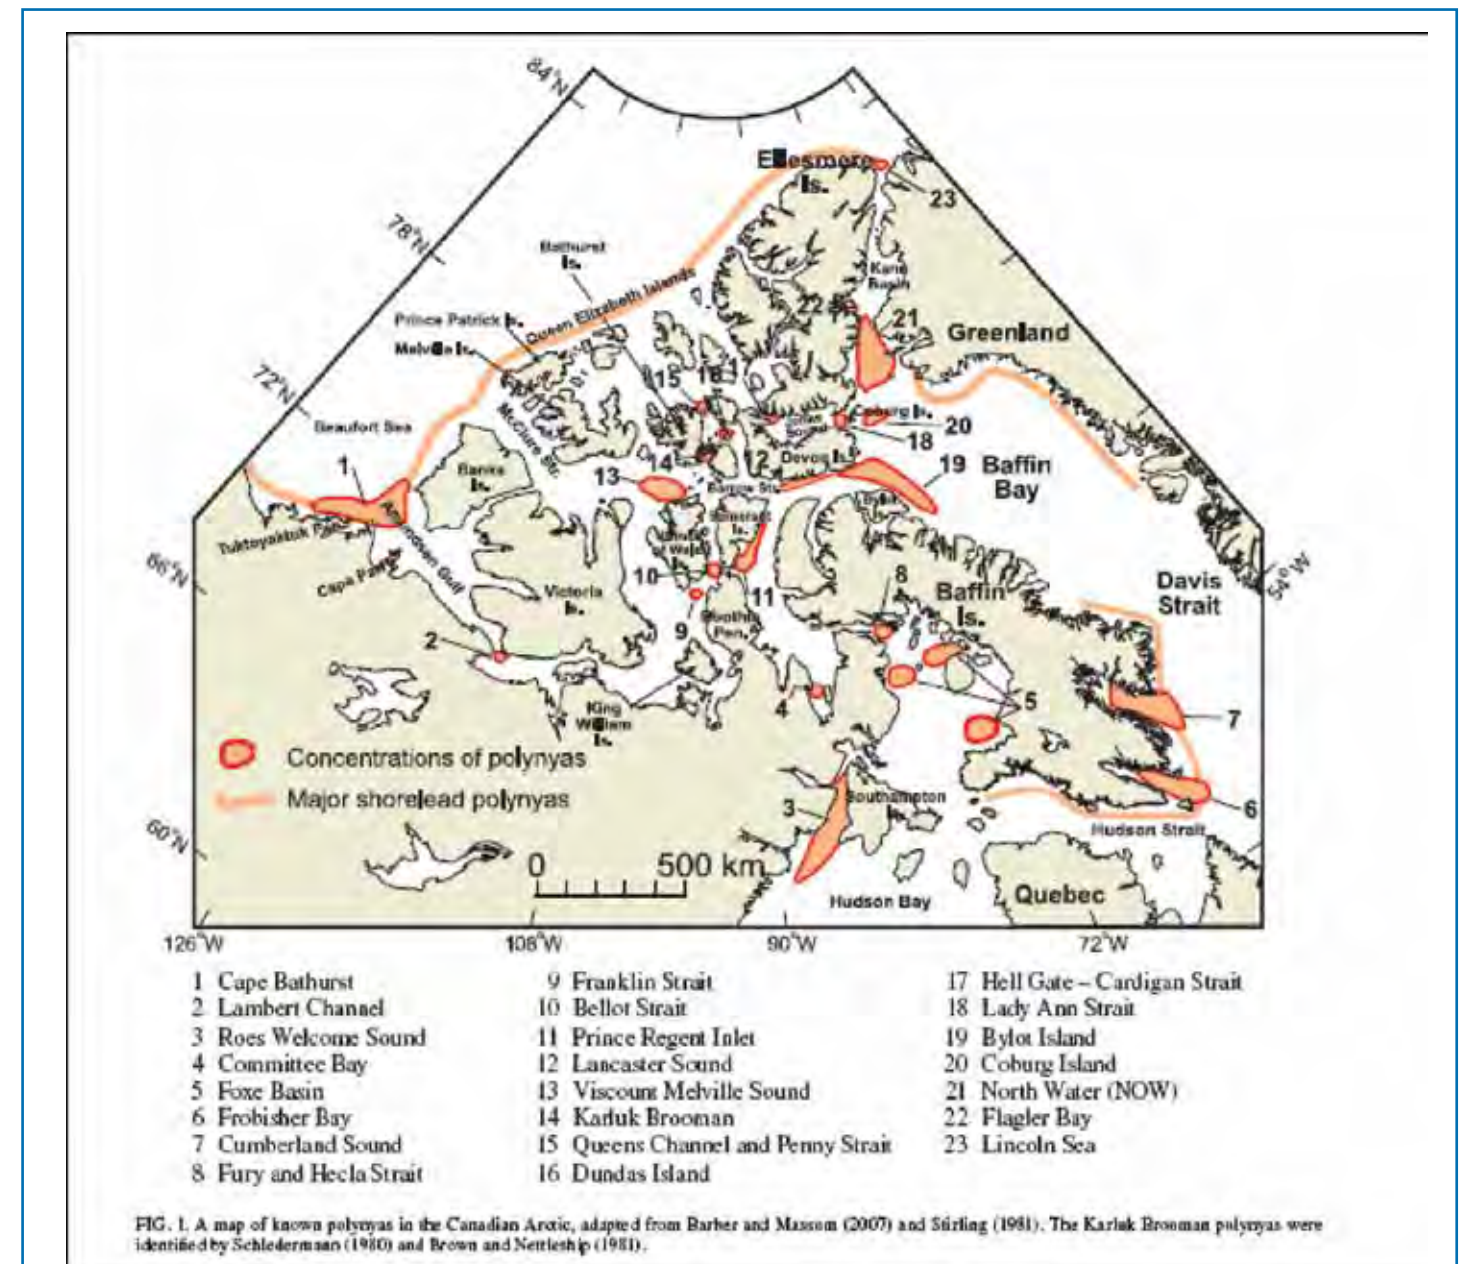 84°N
Ellesmere
Is.
23
78°N
Bathurst
Is.
Kane
Basin
Queen Elizabeth Islands
22
21
Prince Patrick Is.
Greenland
Melville Is.
72°N
15
16
McClure Str.
Coburg Is.
20
Beaufort Sea
18
1
Banks
Is.
14
12
Devon Is.
19
Baffin
Bay
13
Barrow Str.
Tuktoyaktuk
Amundsen Gulf
Somerset
Is.
66°N
Cape Parry
Davis
Strait
54°W
10
8
Victoria
Is.
11
Baffin
Is.
9
Boothia
Pen.
2
4
5
King
William
Is.
7
Concentrations of polynyas
Major shorelead polynyas
3
Southampton
Is.
6
60°N
Hudson Strait
0 500 km
Hudson Bay
Quebec
126°W 108°W 90°W 72°W
1 Cape Bathurst
2 Lambert Channel
3 Roes Welcome Sound
4 Committee Bay
5 Foxe Basin
6 Frobisher Bay
7 Cumberland Sound
8 Fury and Hecla Strait
9 Franklin Strait
10 Bellot Strait
11 Prince Regent Inlet
12 Lancaster Sound
13 Viscount Melville Sound
14 Karluk Brooman
15 Queens Channel and Penny Strait
16 Dundas Island
17 Hell Gate – Cardigan Strait
18 Lady Ann Strait
19 Bylot Island
20 Coburg Island
21 North Water (NOW)
22 Flagler Bay
23 Lincoln Sea
FIG. 1. A map of known polynyas in the Canadian Arctic, adapted from Barber and Massom (2007) and Stirling (1981). The Karluk Brooman polynyas were
identified by Schledermann (1980) and Brown and Nettleship (1981).